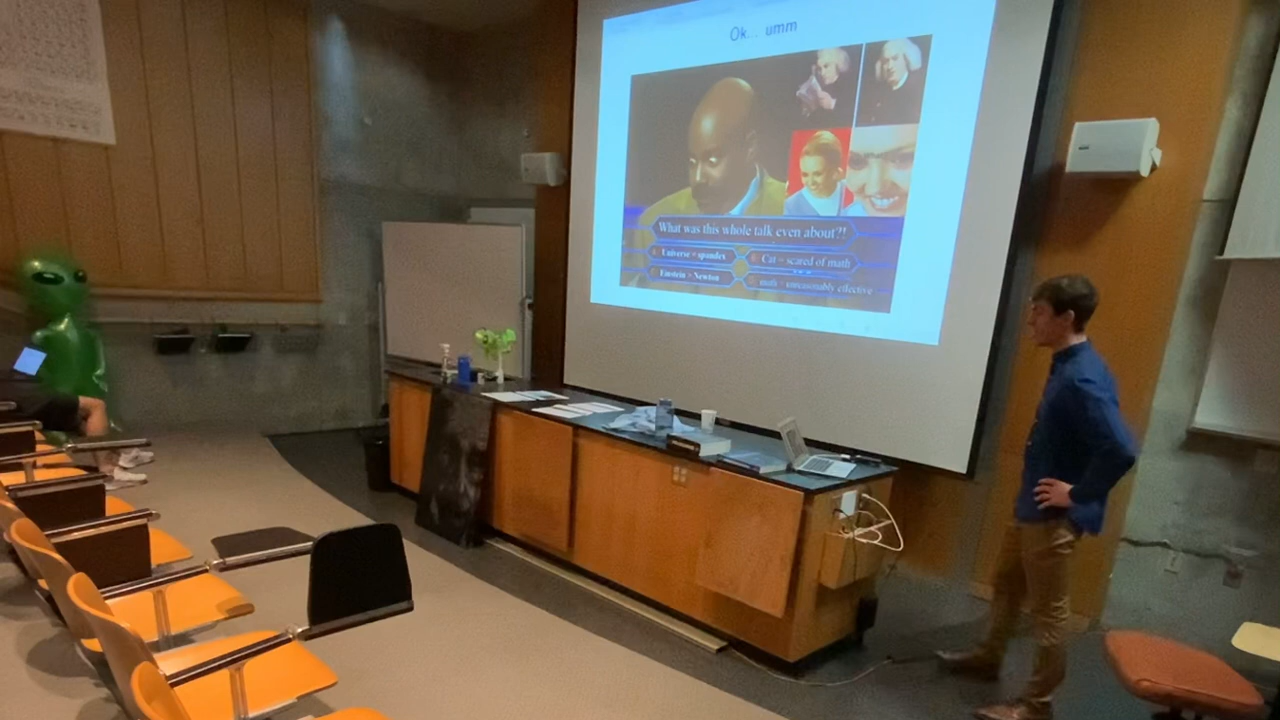 Ok... umm
What was this whole talk even about?!
Universe = spandex
Cat = scared of math
Einstein > Newton
math = unreasonably effective